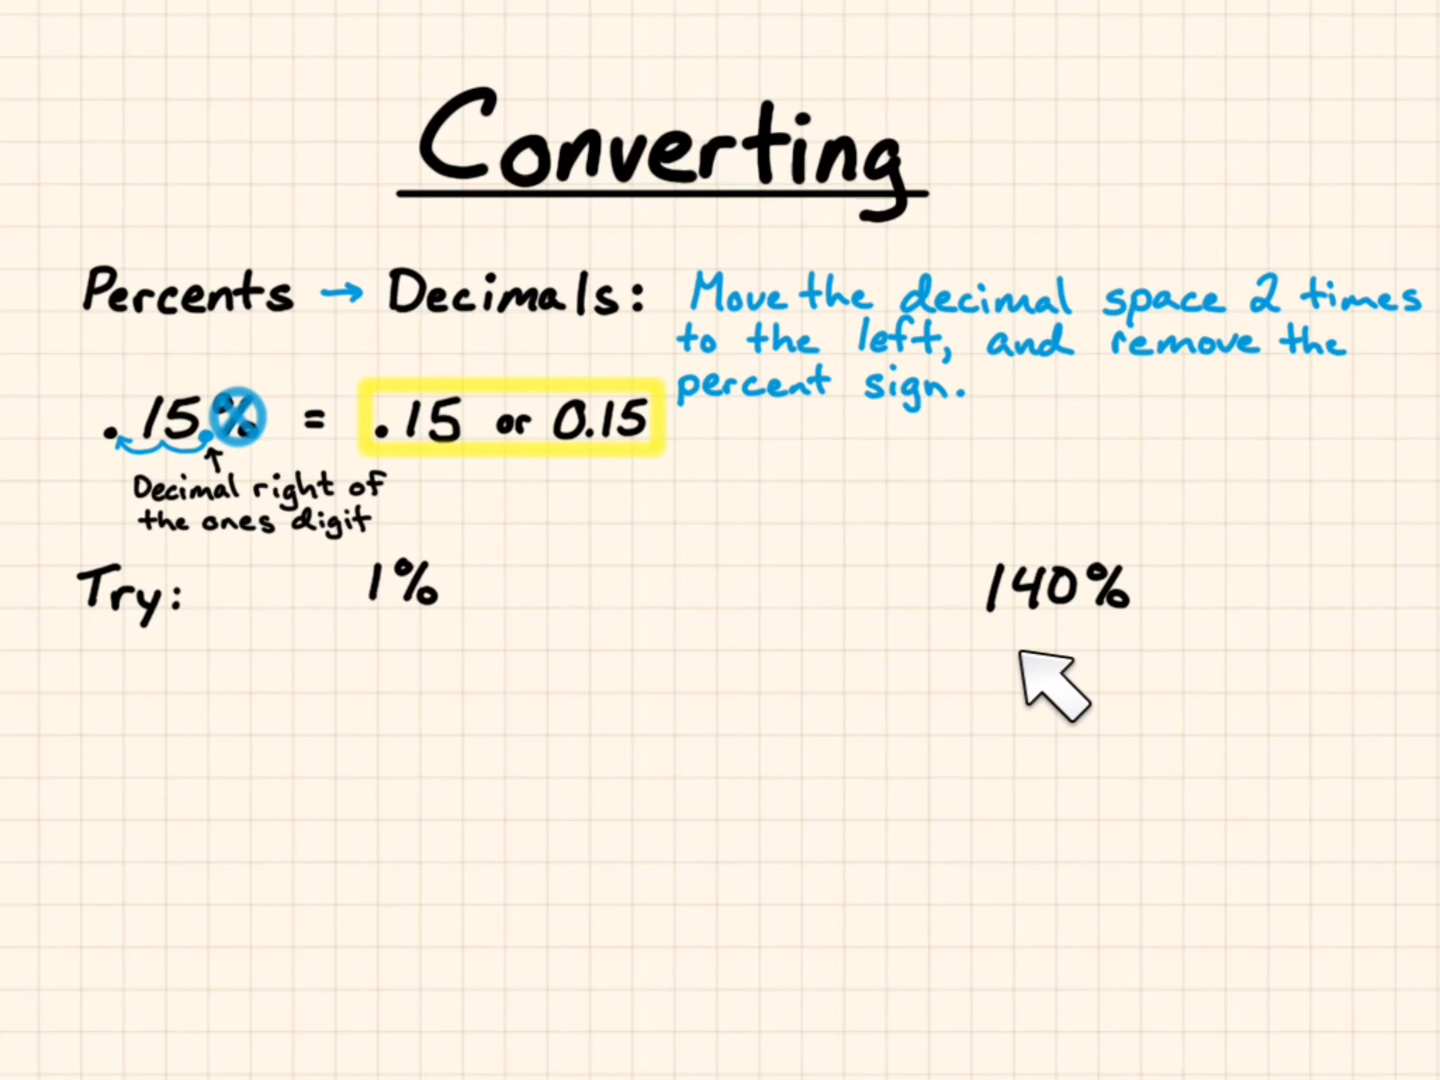 Converting
Percents → Decimals: Move the decimal space 2 times
to the left, and remove the
percent sign.
.15.% = .15 or 0.15
Decimal right of
the ones digit
Try: 1% 140%